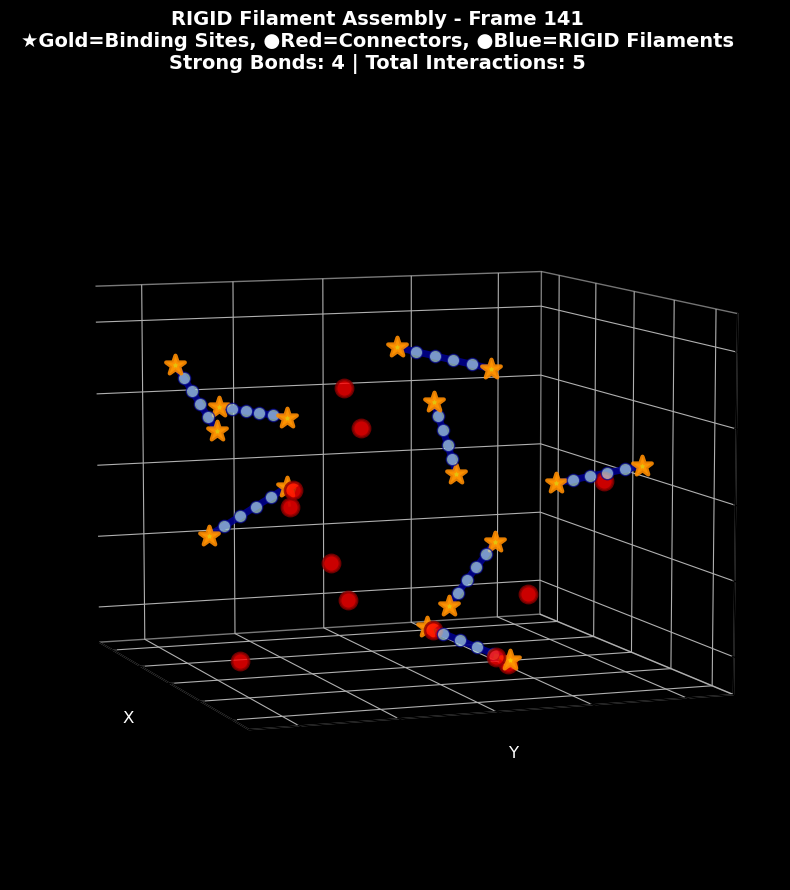 RIGID Filament Assembly - Frame 141
★Gold=Binding Sites, ●Red=Connectors, ●Blue=RIGID Filaments
Strong Bonds: 4 | Total Interactions: 5
X
Y